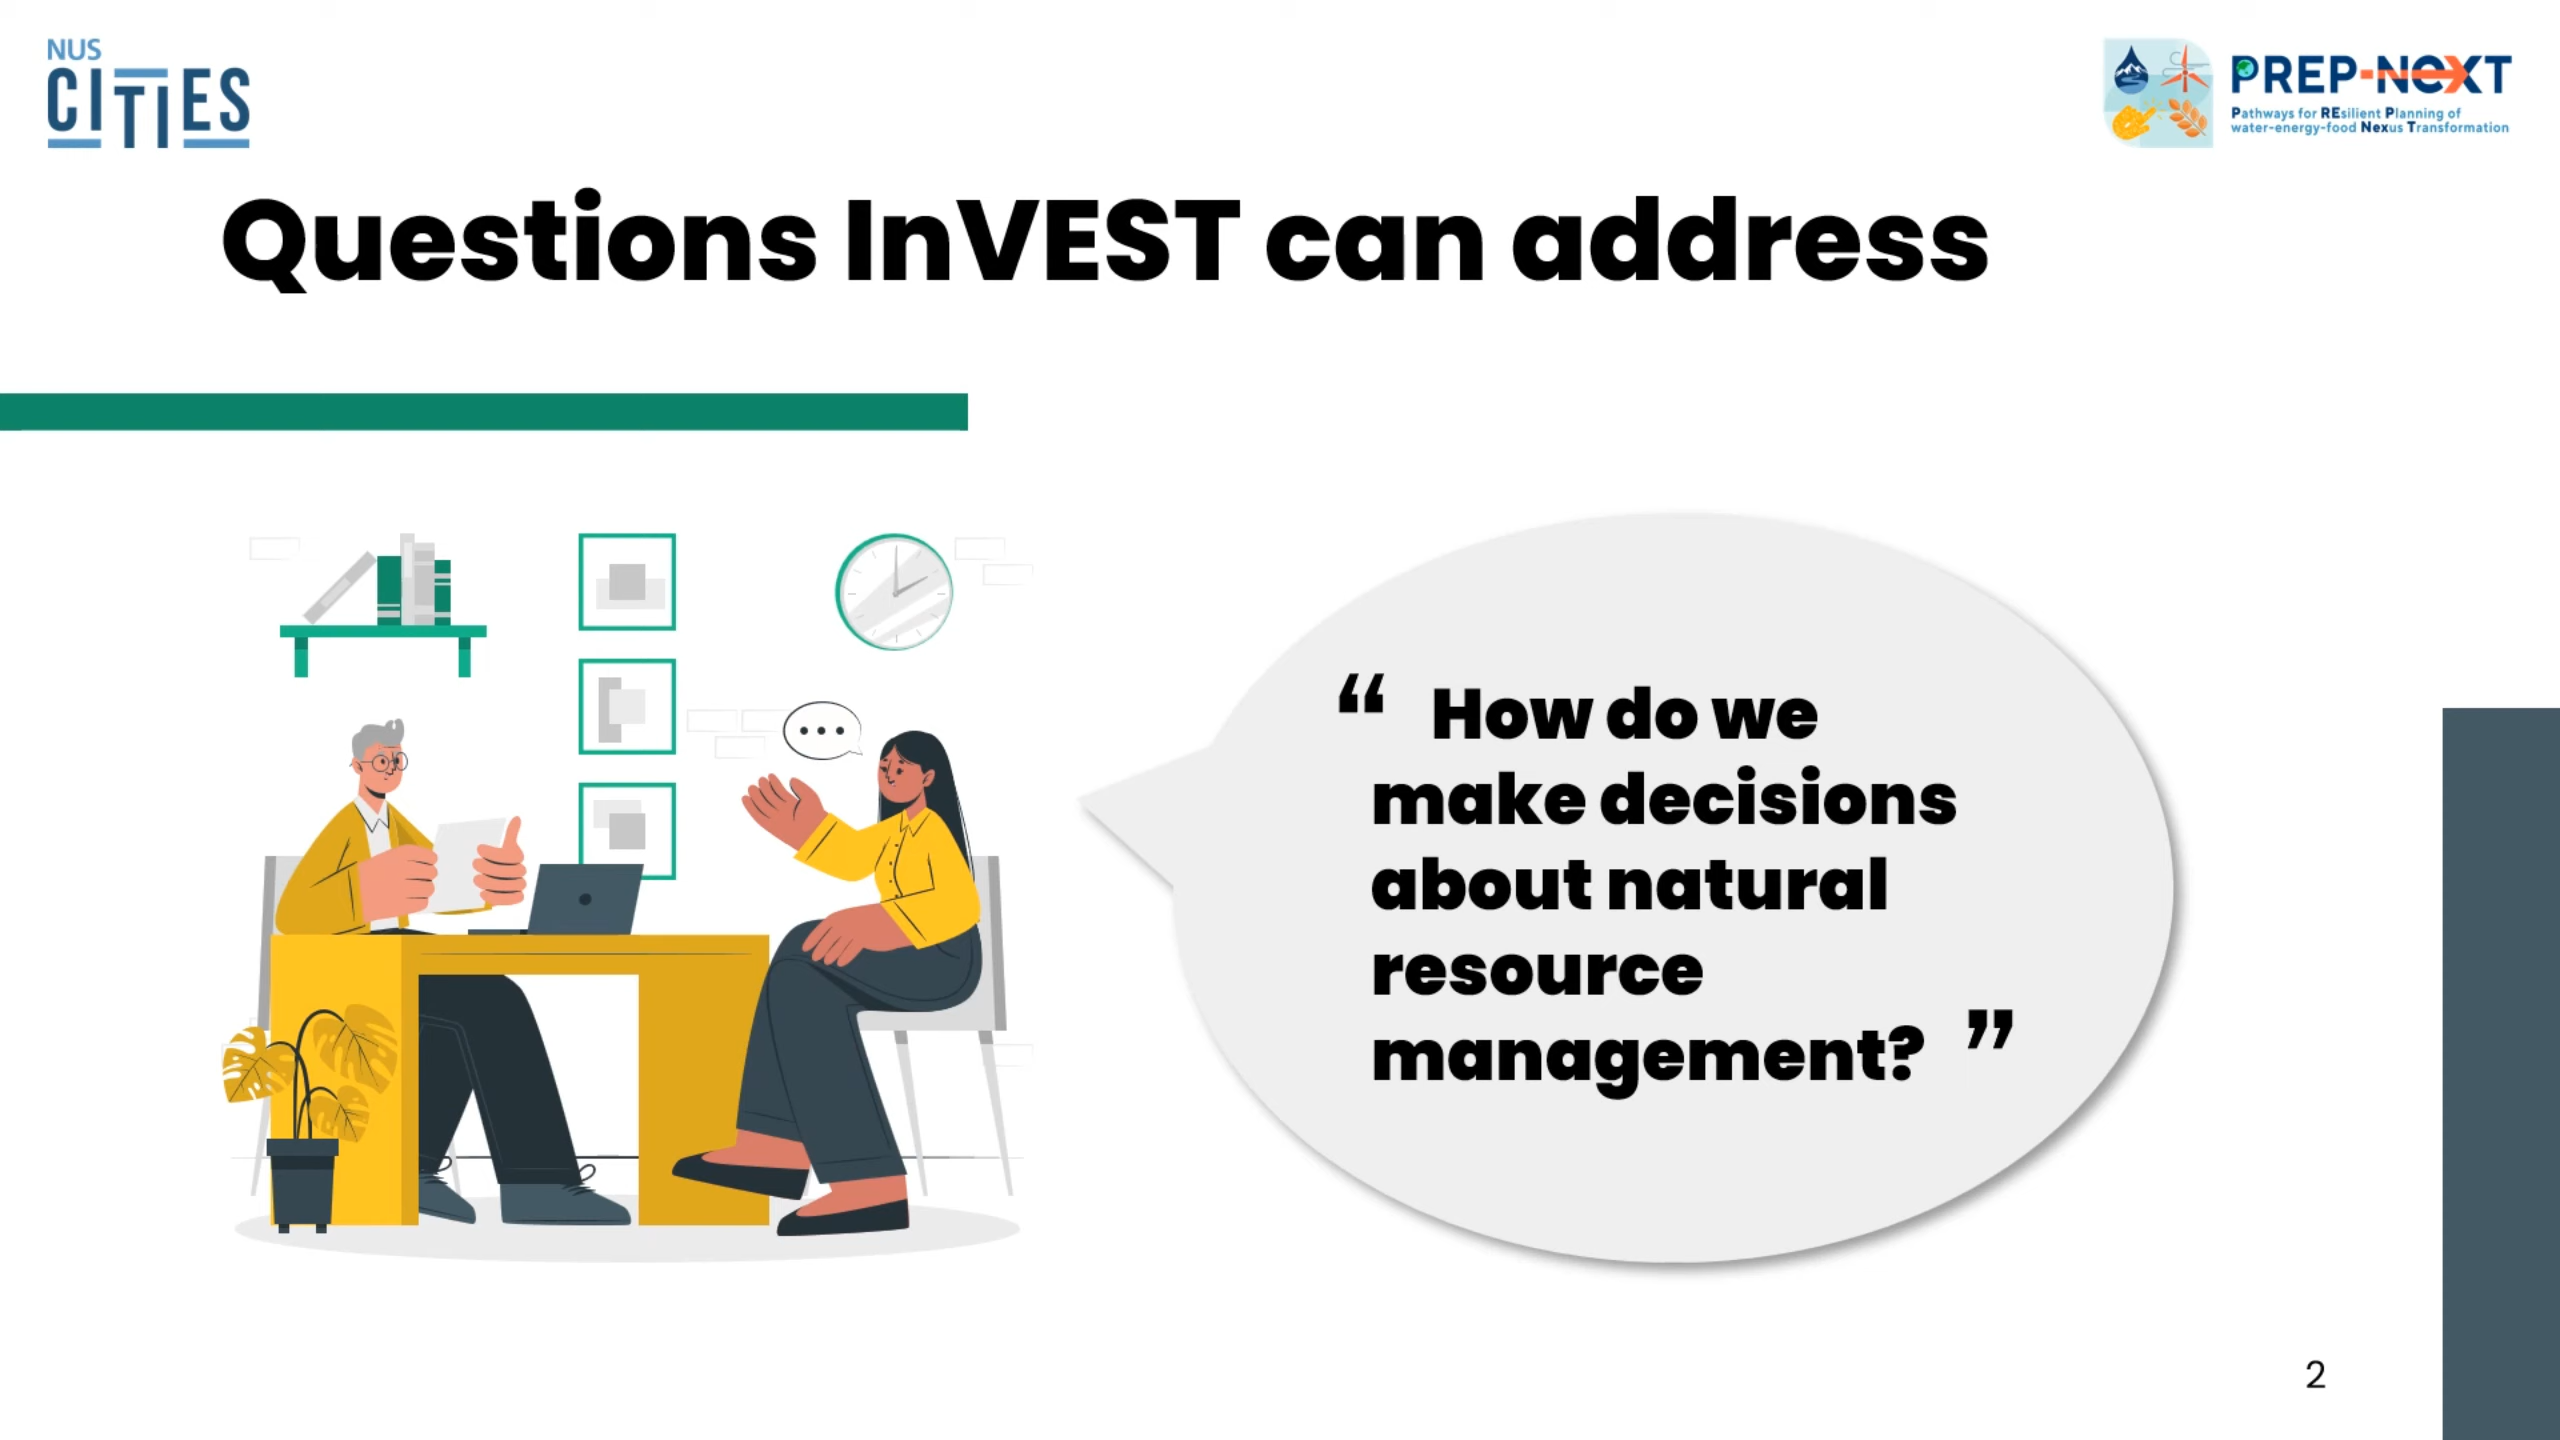 NUS
CITIES
PREP-NEXT
Pathways for REsilient Planning of
water-energy-food Nexus Transformation
Questions InVEST can address
“ How do we
make decisions
about natural
resource
management? ”
2